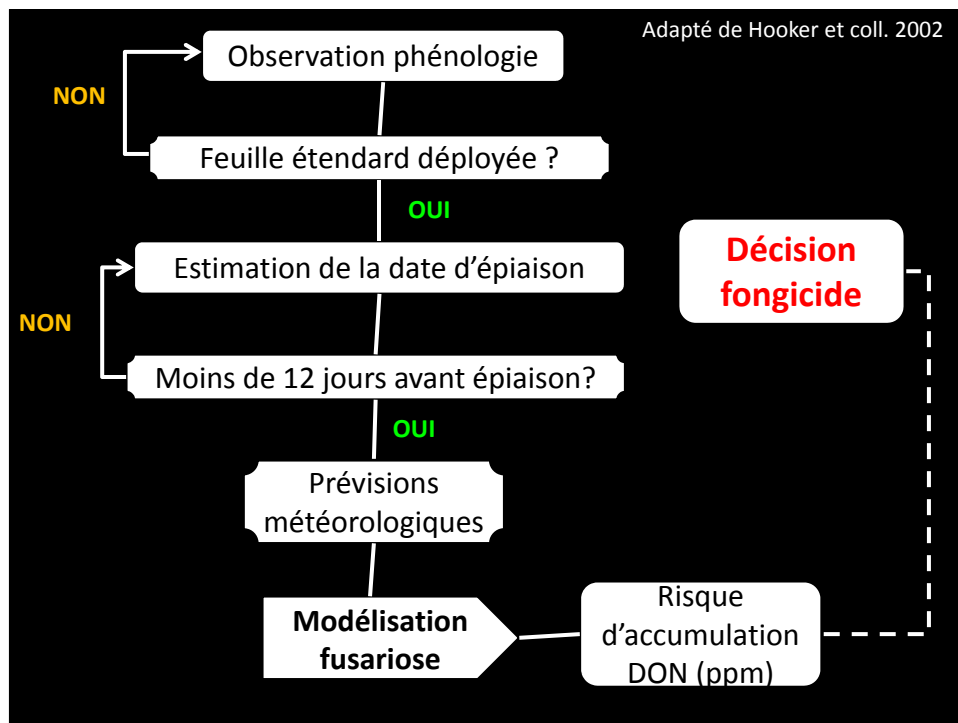 Adapté de Hooker et coll. 2002
Observation phénologie
NON
Feuille étendard déployée ?
OUI
Estimation de la date d’épiaison
Décision
fongicide
NON
Moins de 12 jours avant épiaison?
OUI
Prévisions
météorologiques
Modélisation
fusariose
Risque
d’accumulation
DON (ppm)